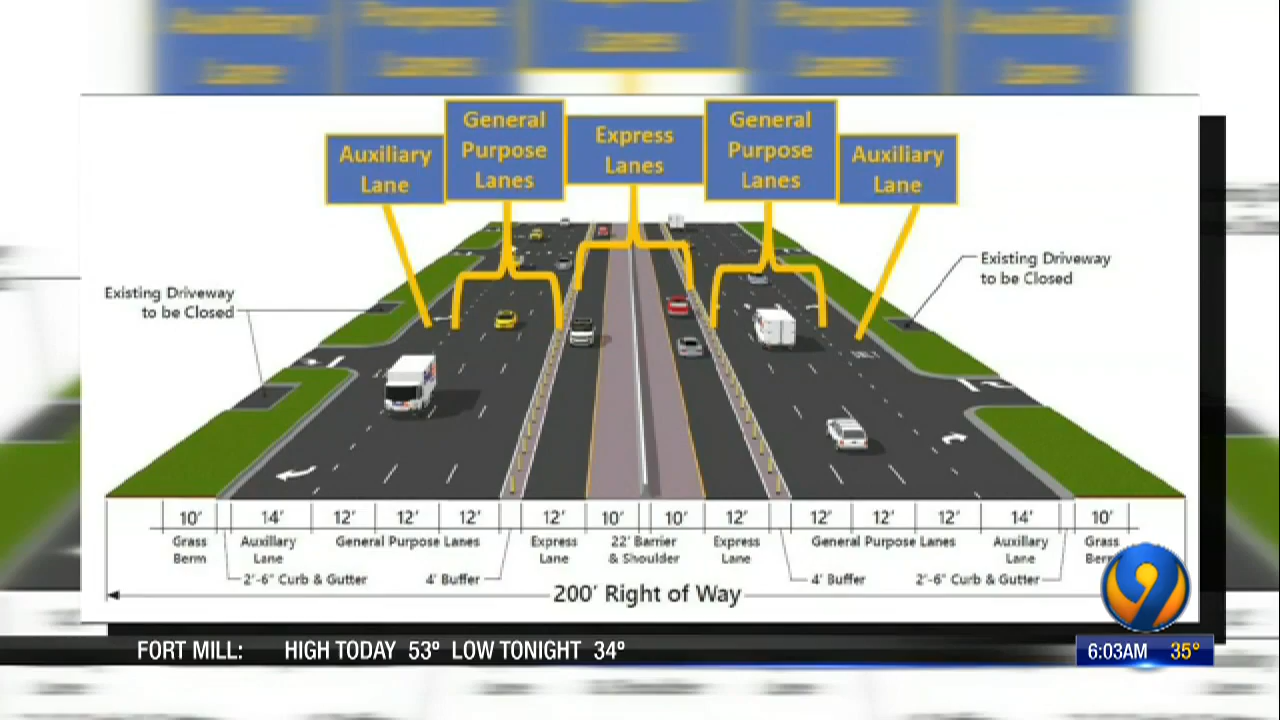 Auxiliary
Lane
General
Purpose
Lanes
Express
Lanes
General
Purpose
Lanes
Auxiliary
Lane
Existing Driveway
to be Closed
Existing Driveway
to be Closed
10' 14' 12' 12' 12' 12' 10' 10' 12' 12' 12' 12' 14' 10'
Grass
Berm
Auxillary
Lane
General Purpose Lanes
Express
Lane
22' Barrier
& Shoulder
Express
Lane
General Purpose Lanes
Auxillary
Lane
Grass
Berm
2'-6" Curb & Gutter
4' Buffer
4' Buffer
2'-6" Curb & Gutter
200' Right of Way
9
FORT MILL: HIGH TODAY 53° LOW TONIGHT 34°
6:03AM 35°